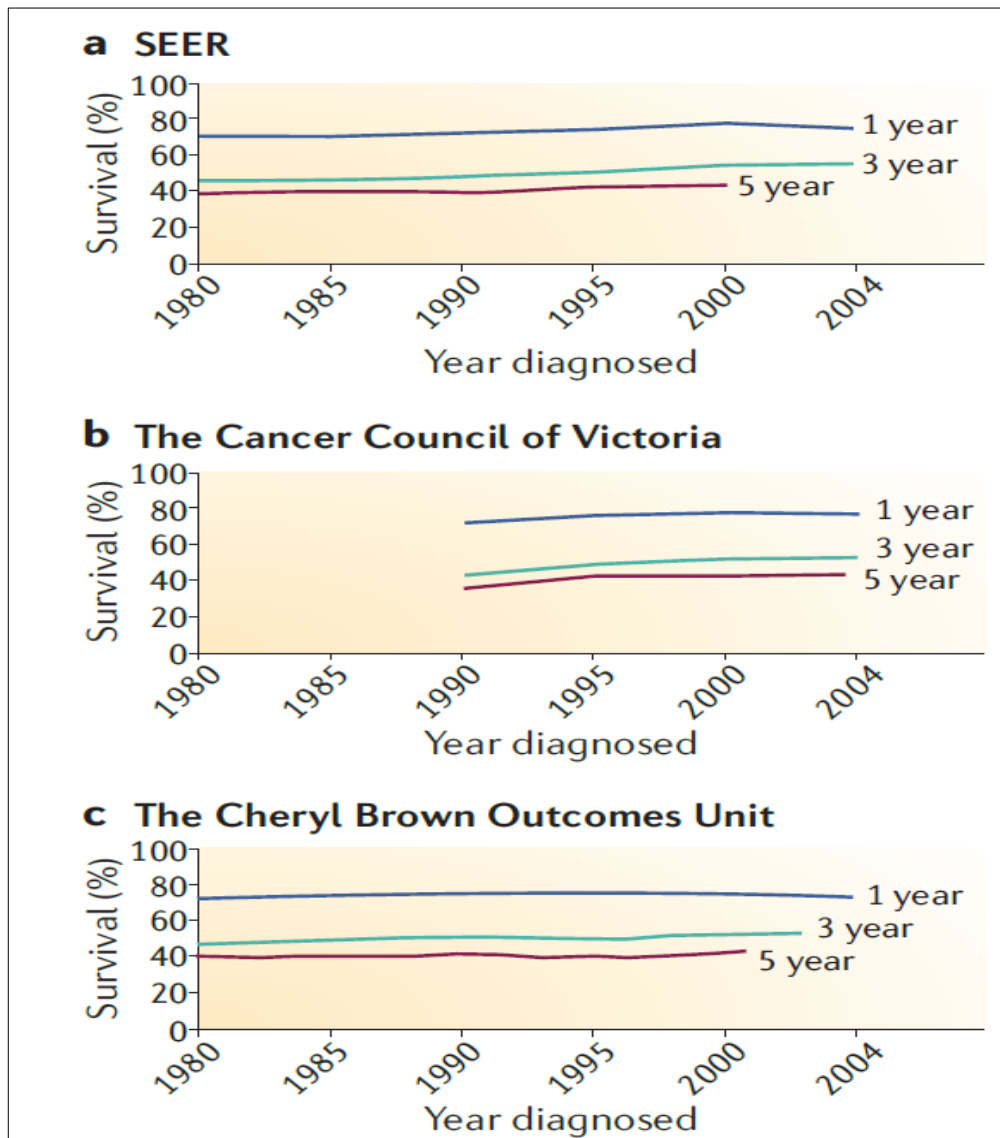 a SEER
100
80
60
40
20
0
Survival (%)
1 year
3 year
5 year
1980 1985 1990 1995 2000 2004
Year diagnosed
b The Cancer Council of Victoria
100
80
60
40
20
0
Survival (%)
1 year
3 year
5 year
1980 1985 1990 1995 2000 2004
Year diagnosed
c The Cheryl Brown Outcomes Unit
100
80
60
40
20
0
Survival (%)
1 year
3 year
5 year
1980 1985 1990 1995 2000 2004
Year diagnosed